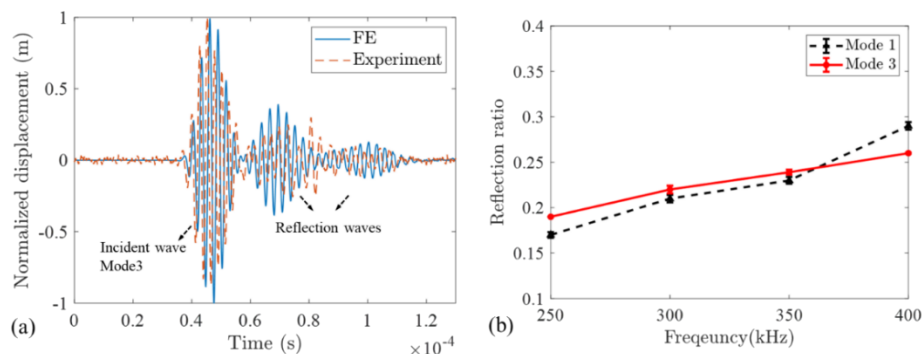 1
0.5
0
-0.5
-1
Normalized displacement (m)
FE
Experiment
Incident wave
Mode3
Reflection waves
0 0.2 0.4 0.6 0.8 1 1.2
Time (s)
×10⁻⁴
(a)
0.4
0.35
0.3
0.25
0.2
0.15
0.1
Reflection ratio
Mode 1
Mode 3
250 300 350 400
Freqeuncy(kHz)
(b)